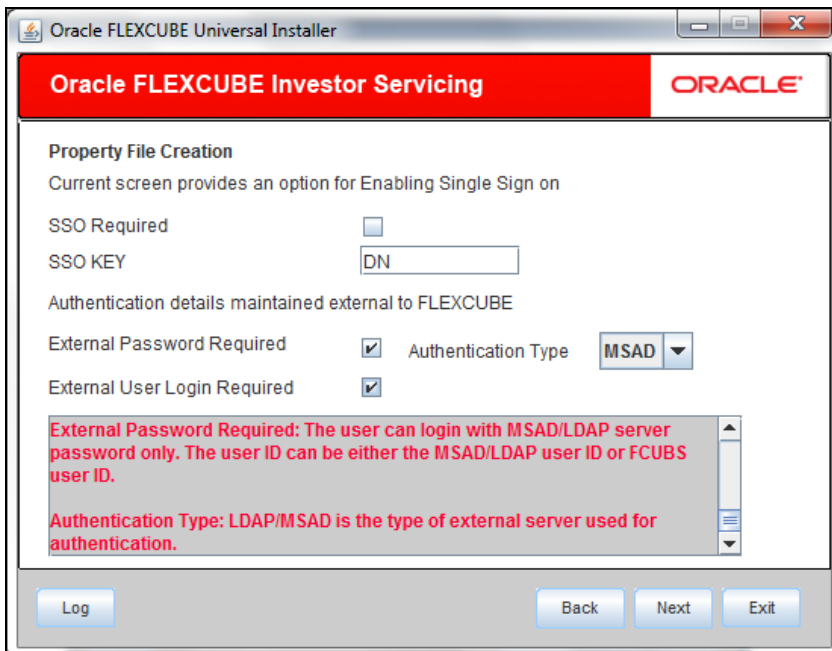 Oracle FLEXCUBE Universal Installer
Oracle FLEXCUBE Investor Servicing
ORACLE
Property File Creation
Current screen provides an option for Enabling Single Sign on
SSO Required
SSO KEY DN
Authentication details maintained external to FLEXCUBE
External Password Required Authentication Type MSAD
External User Login Required
External Password Required: The user can login with MSAD/LDAP server
password only. The user ID can be either the MSAD/LDAP user ID or FCUBS
user ID.
Authentication Type: LDAP/MSAD is the type of external server used for
authentication.
Log Back Next Exit